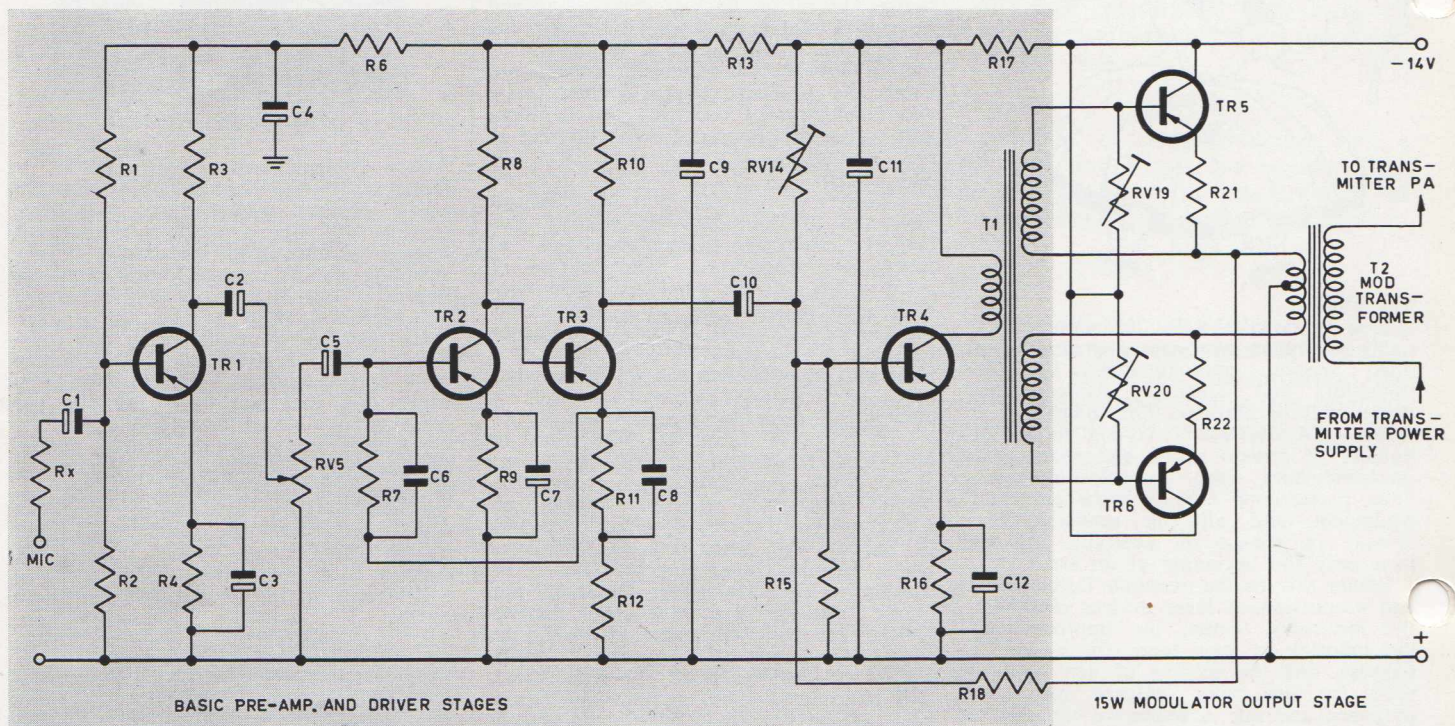 R6
R13
R17
-14V
TR5
C4
R1
R3
R8
R10
C9
RV14
C11
RV19
R21
TO TRANS-
MITTER PA
T1
C2
C10
T2
MOD
TRANS-
FORMER
TR1
C5
TR2
TR3
TR4
C1
RV20
R22
FROM TRANS-
MITTER POWER
SUPPLY
Rx
RV5
R7
C6
R9
C7
R11
C8
TR6
MIC
R2
R4
C3
R12
R15
R16
C12
+
R18
BASIC PRE-AMP. AND DRIVER STAGES
15W MODULATOR OUTPUT STAGE